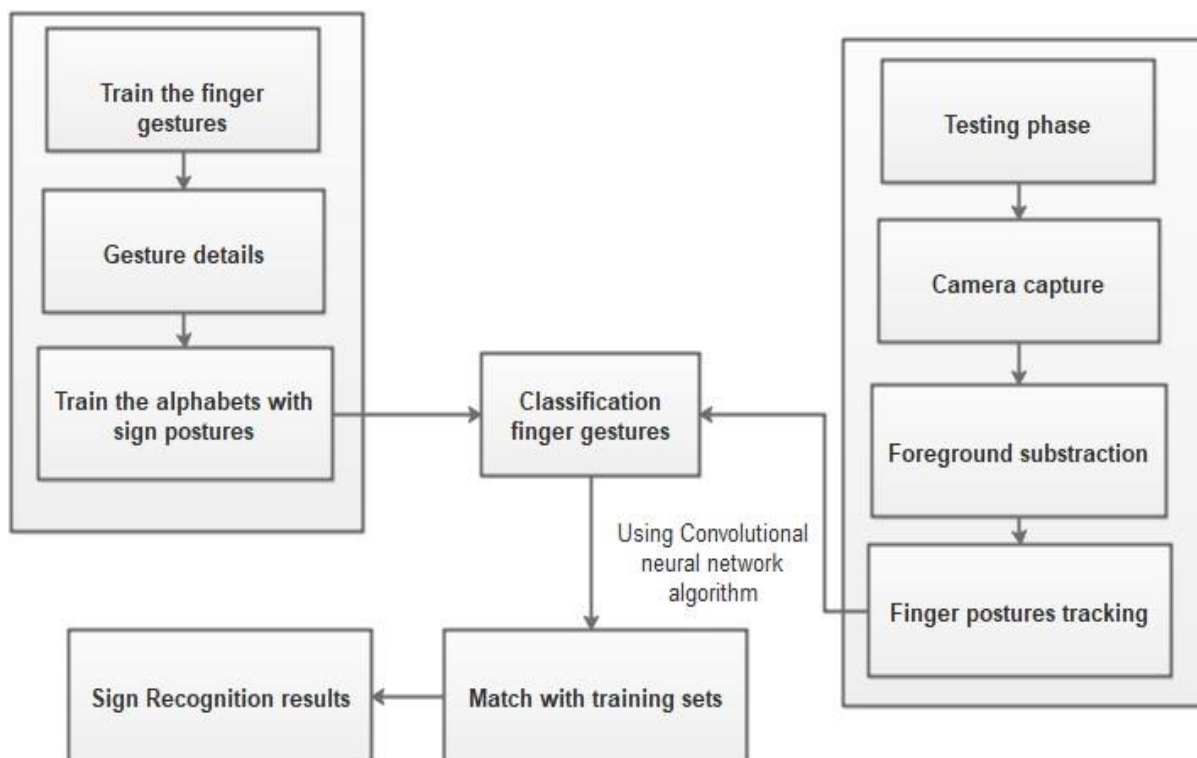 Train the finger
gestures
Gesture details
Train the alphabets with
sign postures
Classification
finger gestures
Using Convolutional
neural network
algorithm
Testing phase
Camera capture
Foreground substraction
Finger postures tracking
Match with training sets
Sign Recognition results